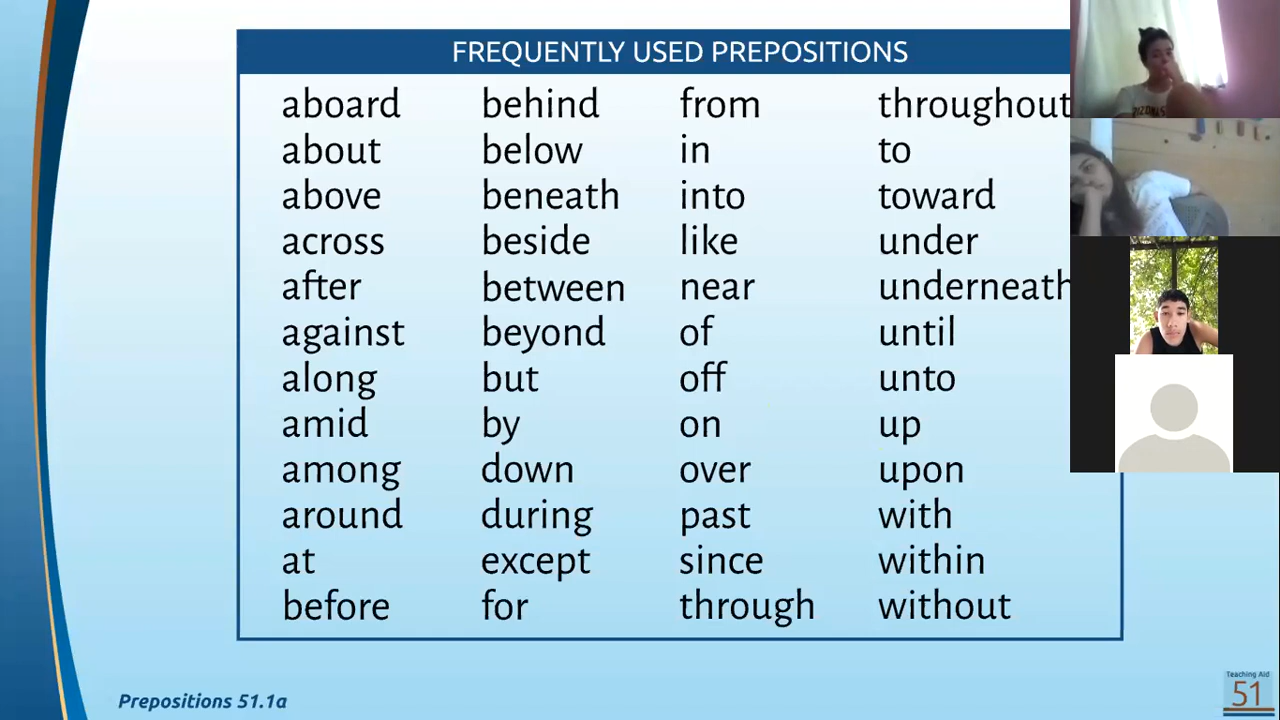 FREQUENTLY USED PREPOSITIONS
aboard behind from throughout
about below in to
above beneath into toward
across beside like under
after between near underneath
against beyond of until
along but off unto
amid by on up
among down over upon
around during past with
at except since within
before for through without
Prepositions 51.1a
Teaching Aid
51